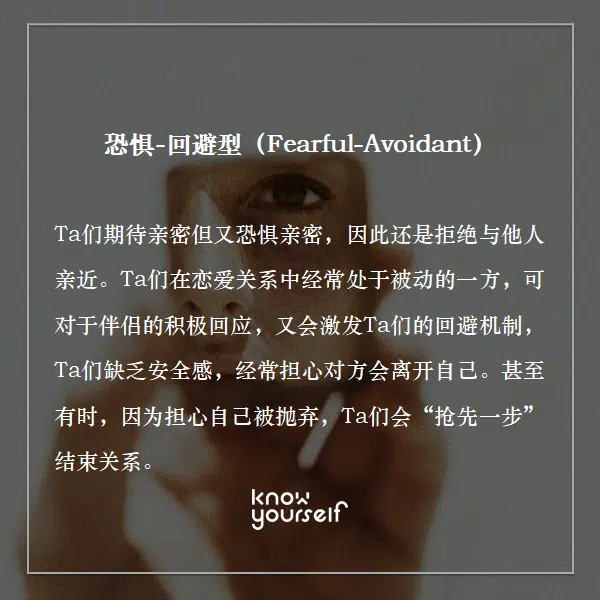 恐惧-回避型（Fearful-Avoidant）
Ta们期待亲密但又恐惧亲密，因此还是拒绝与他人
亲近。Ta们在恋爱关系中经常处于被动的一方，可
对于伴侣的积极回应，又会激发Ta们的回避机制，
Ta们缺乏安全感，经常担心对方会离开自己。甚至
有时，因为担心自己被抛弃，Ta们会“抢先一步”
结束关系。
know
yourself